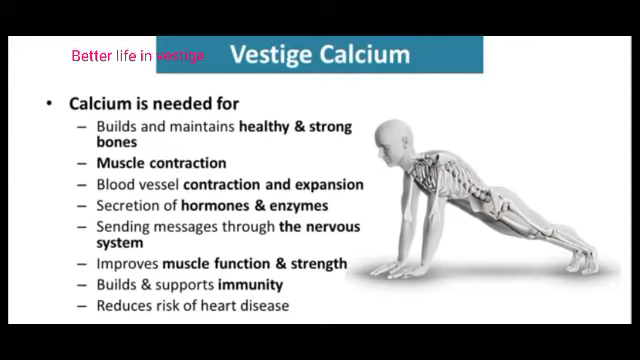 Better life in vestige
Vestige Calcium
• Calcium is needed for
– Builds and maintains healthy & strong
bones
– Muscle contraction
– Blood vessel contraction and expansion
– Secretion of hormones & enzymes
– Sending messages through the nervous
system
– Improves muscle function & strength
– Builds & supports immunity
– Reduces risk of heart disease